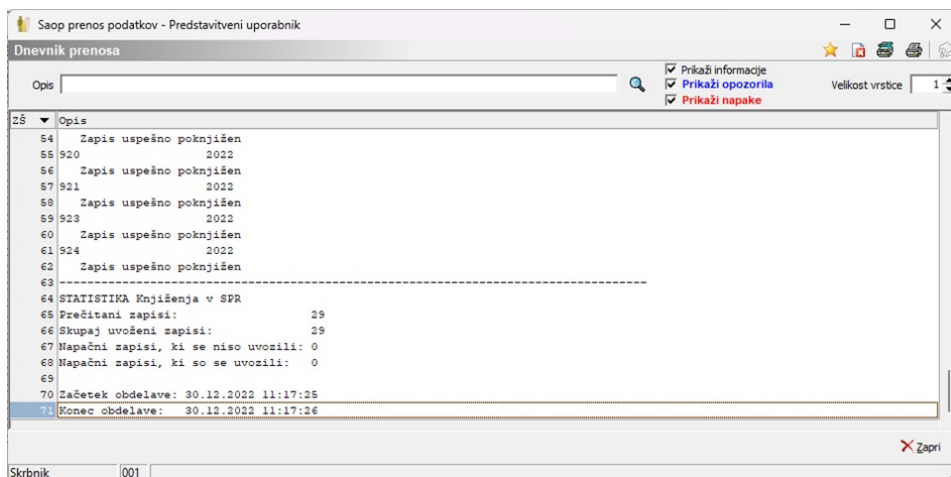 Saop prenos podatkov - Predstavitveni uporabnik
Dnevnik prenosa
Opis
Prikaži informacije
Prikaži opozorila
Prikaži napake
Velikost vrstice 1
ZŠ Opis
54 Zapis uspešno poknjižen
55 920 2022
56 Zapis uspešno poknjižen
57 921 2022
58 Zapis uspešno poknjižen
59 923 2022
60 Zapis uspešno poknjižen
61 924 2022
62 Zapis uspešno poknjižen
63 --------------------------------------------------------------------------------
64 STATISTIKA Knjiženja v SPR
65 Prečitani zapisi: 29
66 Skupaj uvoženi zapisi: 29
67 Napačni zapisi, ki se niso uvozili: 0
68 Napačni zapisi, ki so se uvozili: 0
69
70 Začetek obdelave: 30.12.2022 11:17:25
71 Konec obdelave: 30.12.2022 11:17:26
Zapri
Skrbnik 001